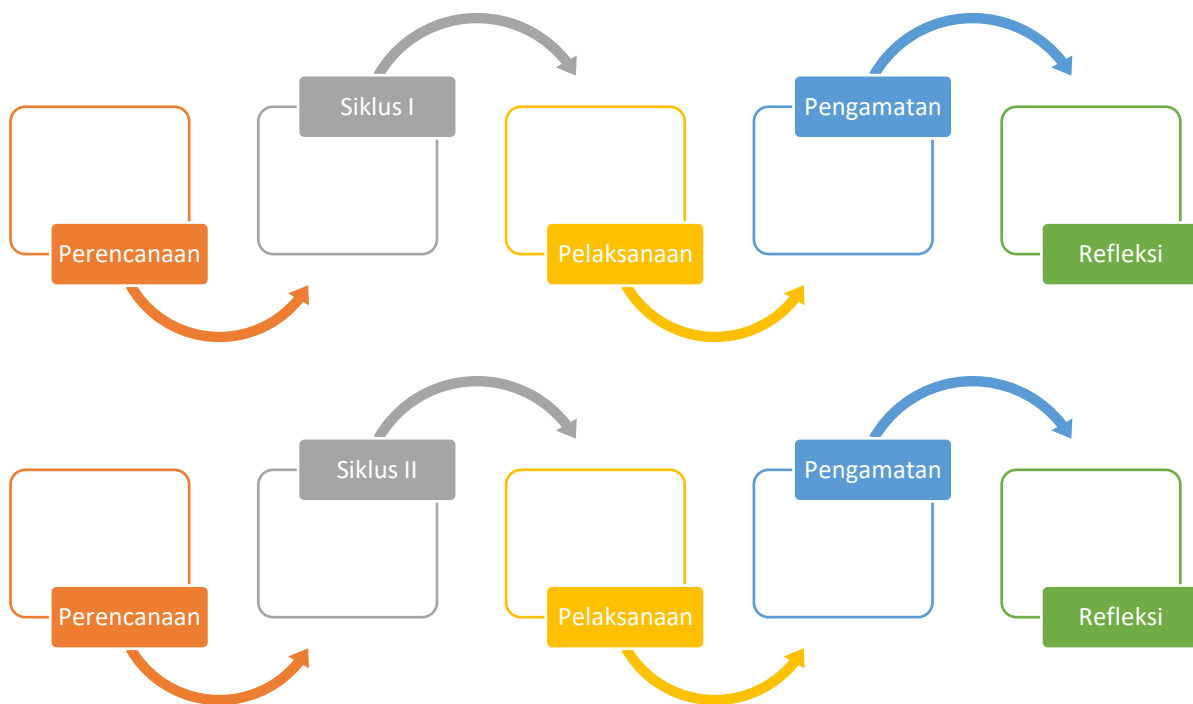 Perencanaan
Siklus I
Pelaksanaan
Pengamatan
Refleksi
Perencanaan
Siklus II
Pelaksanaan
Pengamatan
Refleksi